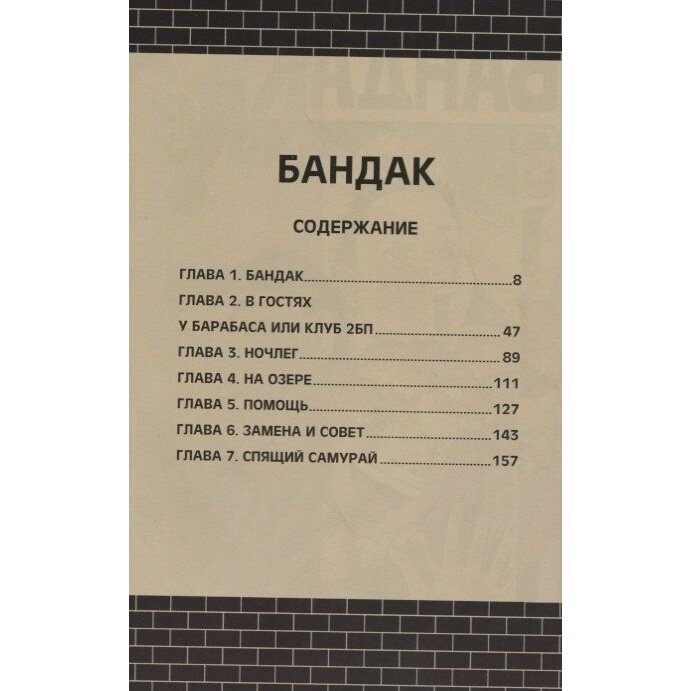 БАНДАК
СОДЕРЖАНИЕ
ГЛАВА 1. БАНДАК........................................................8
ГЛАВА 2. В ГОСТЯХ
У БАРАБАСА ИЛИ КЛУБ 2БП.................................47
ГЛАВА 3. НОЧЛЕГ.......................................................89
ГЛАВА 4. НА ОЗЕРЕ.................................................111
ГЛАВА 5. ПОМОЩЬ..................................................127
ГЛАВА 6. ЗАМЕНА И СОВЕТ...................................143
ГЛАВА 7. СПЯЩИЙ САМУРАЙ................................157